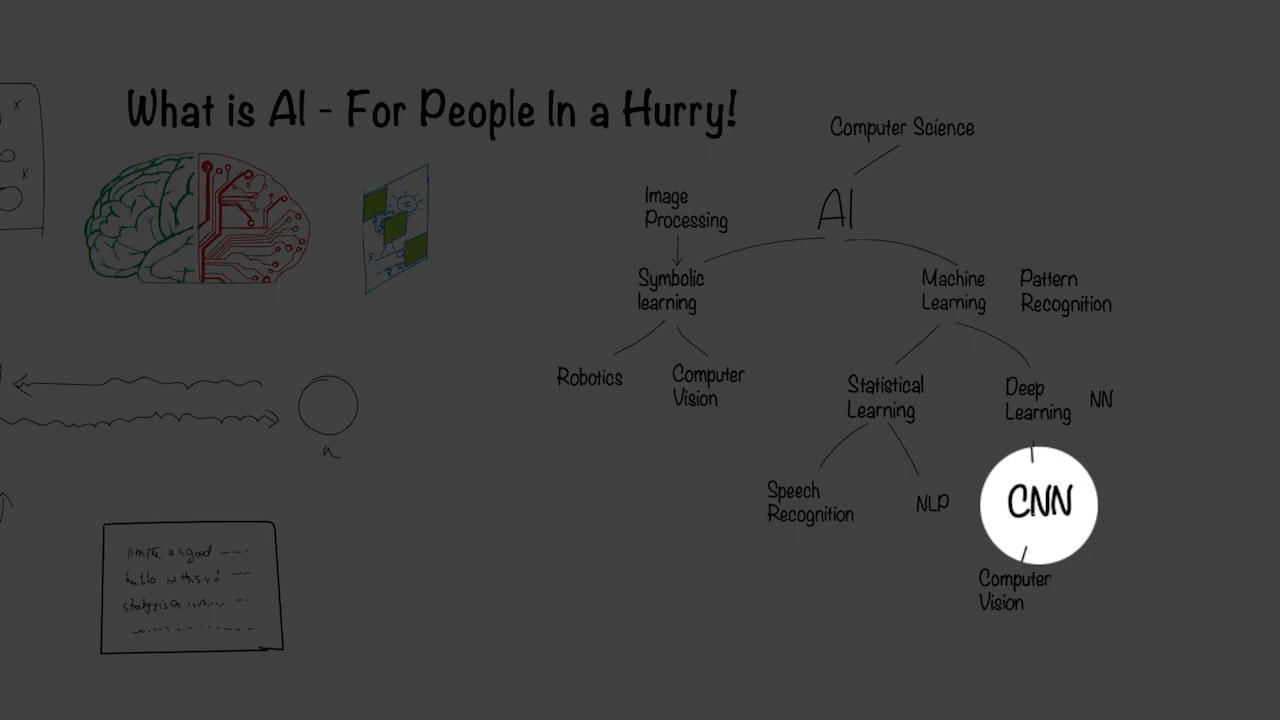 What is AI - For People In a Hurry!
Computer Science
AI
Image
Processing
Symbolic
learning
Machine
Learning
Pattern
Recognition
Robotics
Computer
Vision
Statistical
Learning
Deep
Learning
NN
Speech
Recognition
NLP
CNN
Computer
Vision
x
x